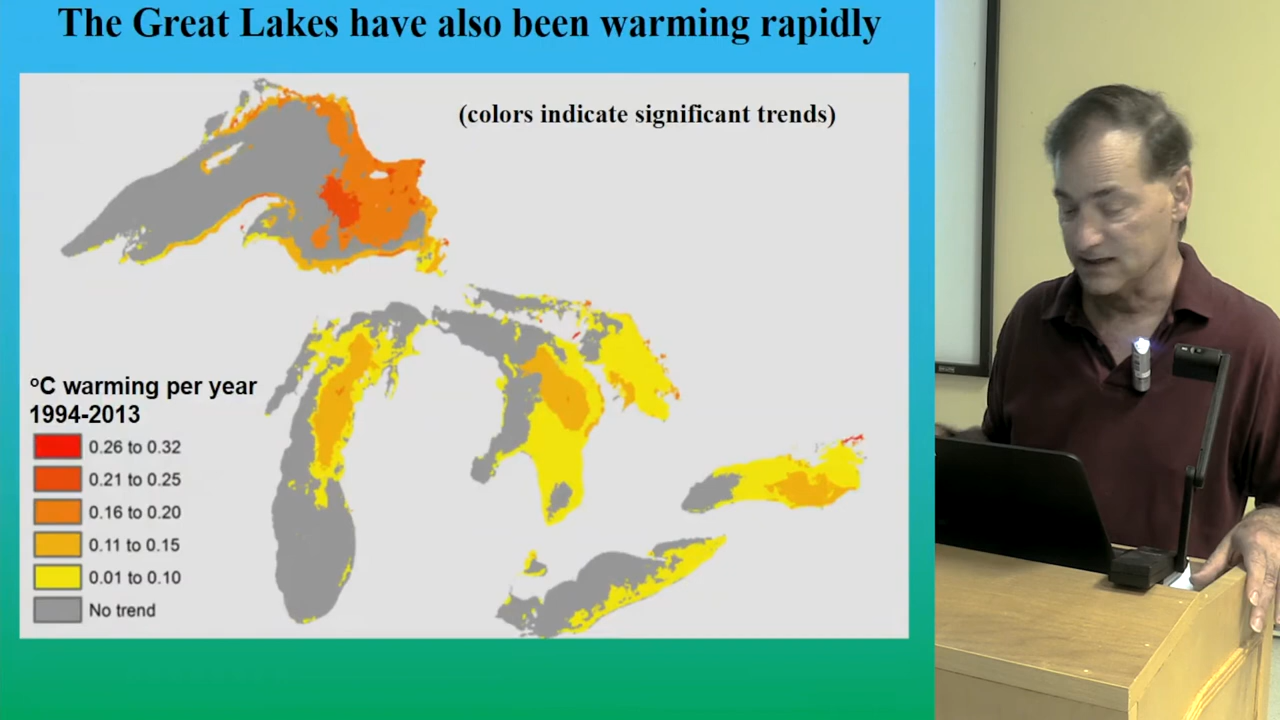 The Great Lakes have also been warming rapidly
(colors indicate significant trends)
°C warming per year
1994-2013
0.26 to 0.32
0.21 to 0.25
0.16 to 0.20
0.11 to 0.15
0.01 to 0.10
No trend